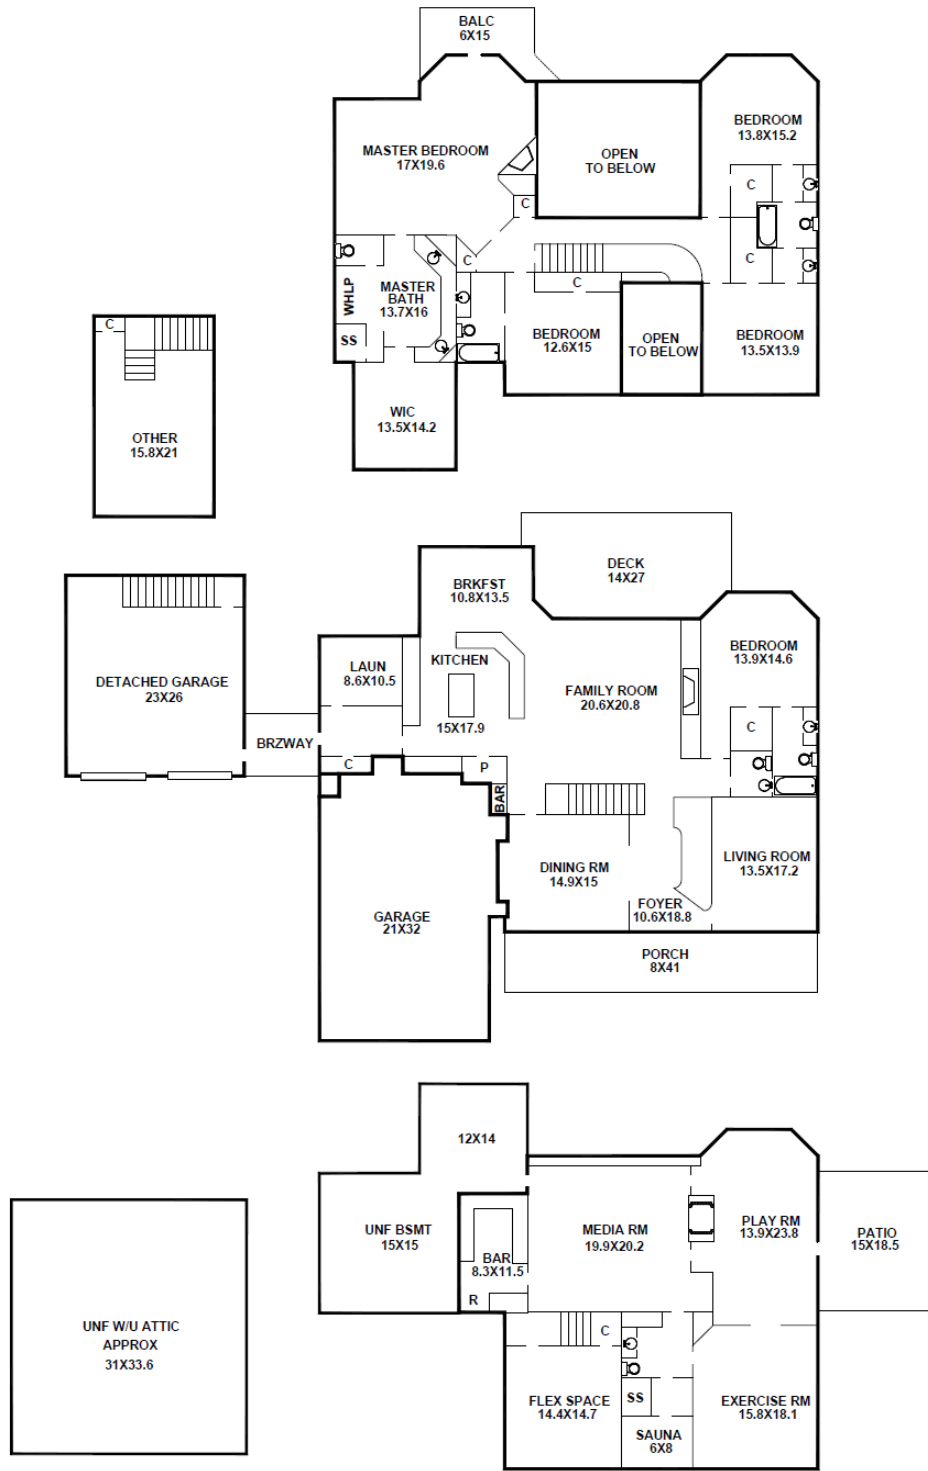 BALC
6X15
BEDROOM
13.8X15.2
MASTER BEDROOM
17X19.6
OPEN
TO BELOW
C
C
C
C
C
WHLP
MASTER
BATH
13.7X16
SS
BEDROOM
12.6X15
OPEN
TO BELOW
BEDROOM
13.5X13.9
WIC
13.5X14.2
C
OTHER
15.8X21
DECK
14X27
BRKFST
10.8X13.5
DETACHED GARAGE
23X26
BRZWAY
LAUN
8.6X10.5
KITCHEN
15X17.9
FAMILY ROOM
20.6X20.8
BEDROOM
13.9X14.6
C
C
P
BAR
DINING RM
14.9X15
LIVING ROOM
13.5X17.2
FOYER
10.6X18.8
GARAGE
21X32
PORCH
8X41
12X14
UNF BSMT
15X15
BAR
8.3X11.5
R
MEDIA RM
19.9X20.2
PLAY RM
13.9X23.8
PATIO
15X18.5
C
FLEX SPACE
14.4X14.7
SS
SAUNA
6X8
EXERCISE RM
15.8X18.1
UNF W/U ATTIC
APPROX
31X33.6